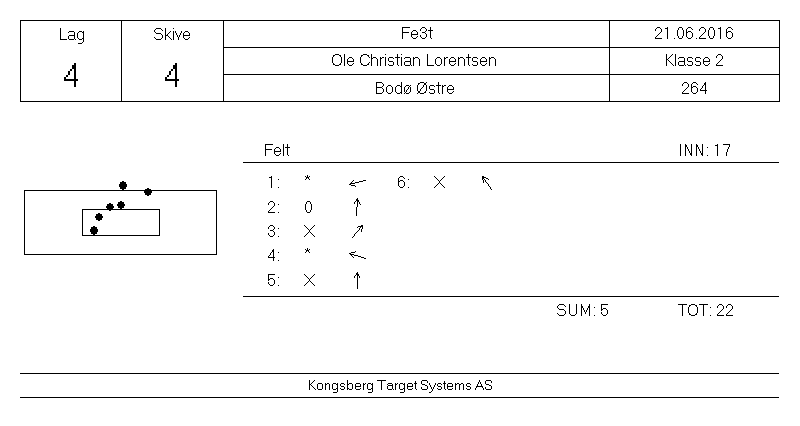 Lag Skive Fe3t 21.06.2016
4 4 Ole Christian Lorentsen Klasse 2
Bodø Østre 264
Felt INN: 17
1: * ← 6: X ↖
2: 0 ↑
3: X ↗
4: * ←
5: X ↑
SUM: 5 TOT: 22
Kongsberg Target Systems AS